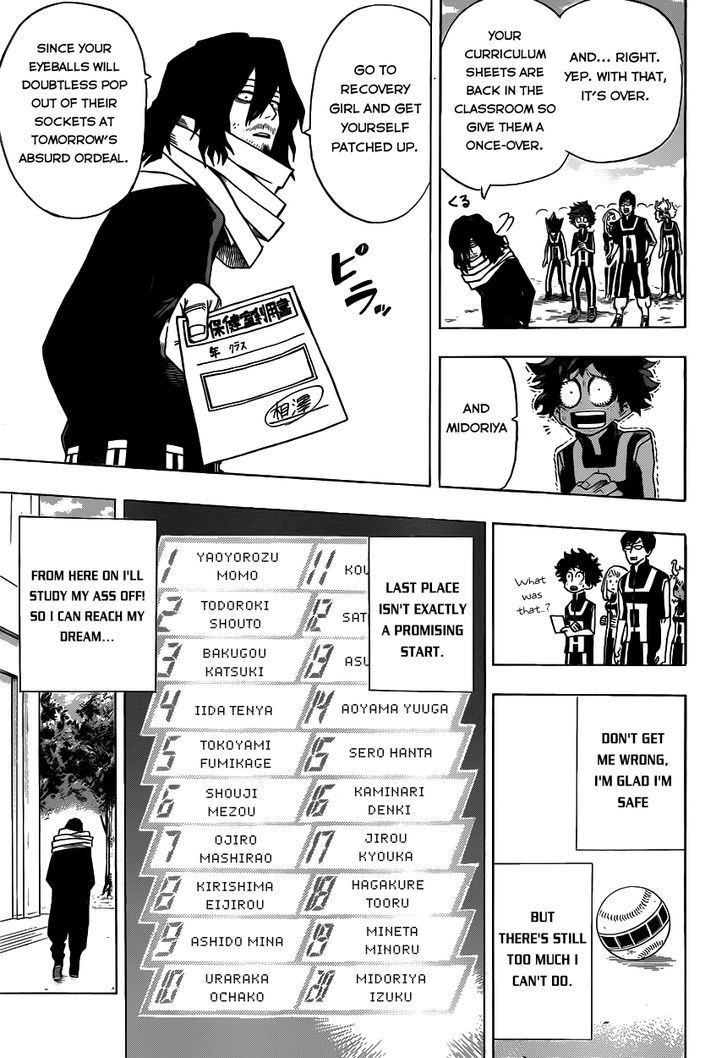 AND... RIGHT.
YEP. WITH THAT,
IT'S OVER.
YOUR
CURRICULUM
SHEETS ARE
BACK IN THE
CLASSROOM SO
GIVE THEM A
ONCE-OVER.
くる
GO TO
RECOVERY
GIRL AND GET
YOURSELF
PATCHED UP.
SINCE YOUR
EYEBALLS WILL
DOUBTLESS POP
OUT OF THEIR
SOCKETS AT
TOMORROW'S
ABSURD ORDEAL.
ピラッ
保健室利用書
年 クラス
相澤
AND
MIDORIYA
What
was
that..?
DON'T GET
ME WRONG,
I'M GLAD I'M
SAFE
BUT
THERE'S STILL
TOO MUCH I
CAN'T DO.
LAST PLACE
ISN'T EXACTLY
A PROMISING
START.
1 YAOYOROZU
MOMO
2 TODOROKI
SHOUTO
3 BAKUGOU
KATSUKI
4 IIDA TENYA
5 TOKOYAMI
FUMIKAGE
6 SHOUJI
MEZOU
7 OJIRO
MASHIRAO
8 KIRISHIMA
EIJIROU
9 ASHIDO MINA
10 URARAKA
OCHAKO
11 KOU
12 SAT
13 ASU
14 AOYAMA YUUGA
15 SERO HANTA
16 KAMINARI
DENKI
17 JIROU
KYOUKA
18 HAGAKURE
TOORU
19 MINETA
MINORU
20 MIDORIYA
IZUKU
FROM HERE ON I'LL
STUDY MY ASS OFF!
SO I CAN REACH MY
DREAM...